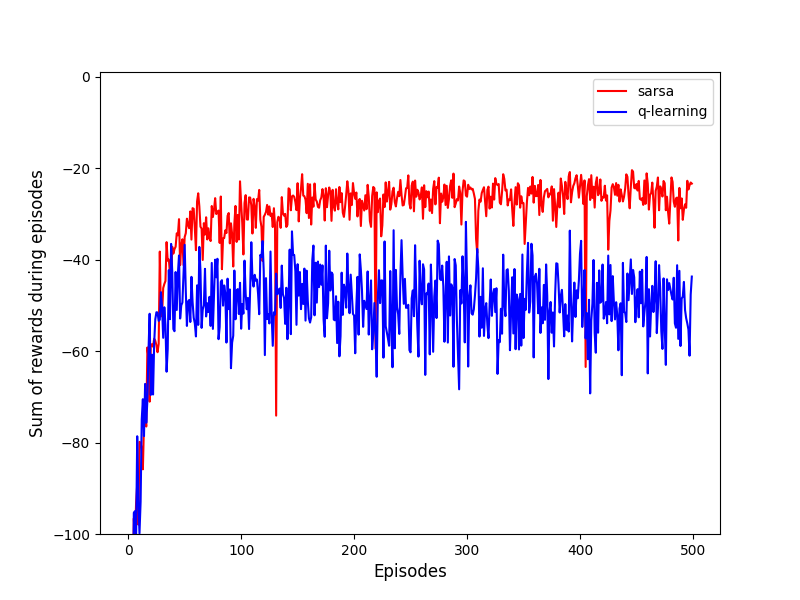 sarsa
q-learning
0
−20
−40
−60
−80
−100
Sum of rewards during episodes
0 100 200 300 400 500
Episodes